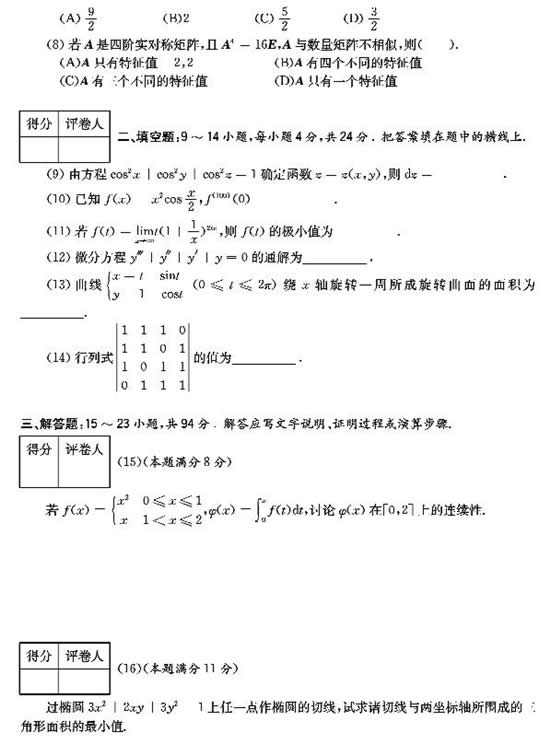 (A) 9/2 (B)2 (C) 5/2 (D) 3/2
(8) 若 A 是四阶实对称矩阵,且 A⁴ = 16E,A 与数量矩阵不相似,则( ).
(A)A 只有特征值 2,2 (B)A 有四个不同的特征值
(C)A 有三个不同的特征值 (D)A 只有一个特征值
得分 评卷人
二、填空题:9～14 小题,每小题 4 分,共 24 分. 把答案填在题中的横线上.
(9) 由方程 cos²x + cos²y + cos²z = 1 确定函数 z = z(x,y),则 dz = .
(10) 已知 f(x) x²cos x/2, f⁽¹⁰⁰⁾(0) .
(11) 若 f(t) = lim t(1 + 1/x)²ᵗˣ,则 f(t) 的极小值为 .
(12) 微分方程 y‴ + y″ + y′ + y = 0 的通解为 .
(13) 曲线 { x = t sint
y 1 cost (0 ⩽ t ⩽ 2π) 绕 x 轴旋转一周所成旋转曲面的面积为
.
(14) 行列式
| 1 1 1 0 |
| 1 1 0 1 |
| 1 0 1 1 |
| 0 1 1 1 |
的值为 .
三、解答题:15～23 小题,共 94 分. 解答应写文字说明、证明过程或演算步骤.
得分 评卷人
(15)(本题满分 8 分)
若 f(x) = { x² 0 ⩽ x ⩽ 1
x 1 < x ⩽ 2 ,φ(x) = ∫₀ˣ f(t)dt,讨论 φ(x) 在[0,2]上的连续性.
得分 评卷人
(16)(本题满分 11 分)
过椭圆 3x² + 2xy + 3y² 1 上任一点作椭圆的切线,试求诸切线与两坐标轴所围成的三
角形面积的最小值.